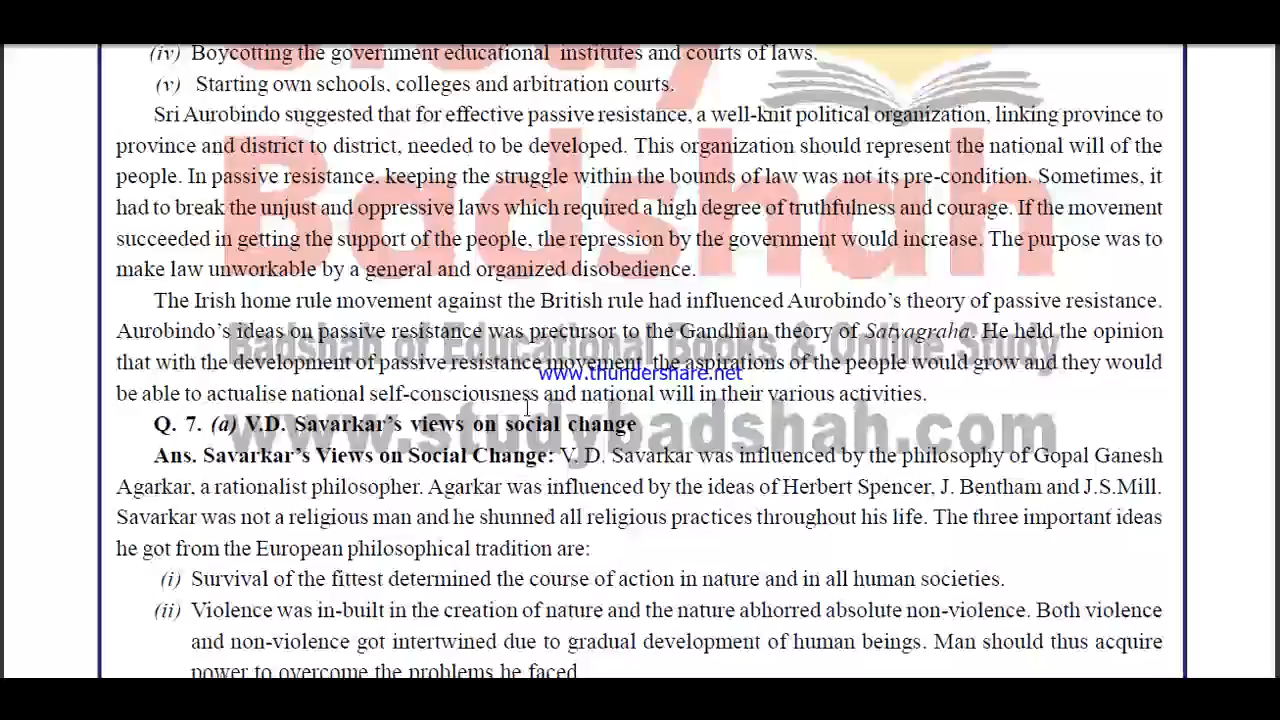 (iv) Boycotting the government educational institutes and courts of laws.
(v) Starting own schools, colleges and arbitration courts.
Sri Aurobindo suggested that for effective passive resistance, a well-knit political organization, linking province to
province and district to district, needed to be developed. This organization should represent the national will of the
people. In passive resistance, keeping the struggle within the bounds of law was not its pre-condition. Sometimes, it
had to break the unjust and oppressive laws which required a high degree of truthfulness and courage. If the movement
succeeded in getting the support of the people, the repression by the government would increase. The purpose was to
make law unworkable by a general and organized disobedience.
The Irish home rule movement against the British rule had influenced Aurobindo's theory of passive resistance.
Aurobindo's ideas on passive resistance was precursor to the Gandhian theory of Satyagraha. He held the opinion
that with the development of passive resistance movement, the aspirations of the people would grow and they would
be able to actualise national self-consciousness and national will in their various activities.
Q. 7. (a) V.D. Savarkar's views on social change
Ans. Savarkar's Views on Social Change: V. D. Savarkar was influenced by the philosophy of Gopal Ganesh
Agarkar, a rationalist philosopher. Agarkar was influenced by the ideas of Herbert Spencer, J. Bentham and J.S.Mill.
Savarkar was not a religious man and he shunned all religious practices throughout his life. The three important ideas
he got from the European philosophical tradition are:
(i) Survival of the fittest determined the course of action in nature and in all human societies.
(ii) Violence was in-built in the creation of nature and the nature abhorred absolute non-violence. Both violence
and non-violence got intertwined due to gradual development of human beings. Man should thus acquire
power to overcome the problems he faced
Badshah
Badshah of Educational Books & Online Study
www.thundershare.net
www.studybadshah.com